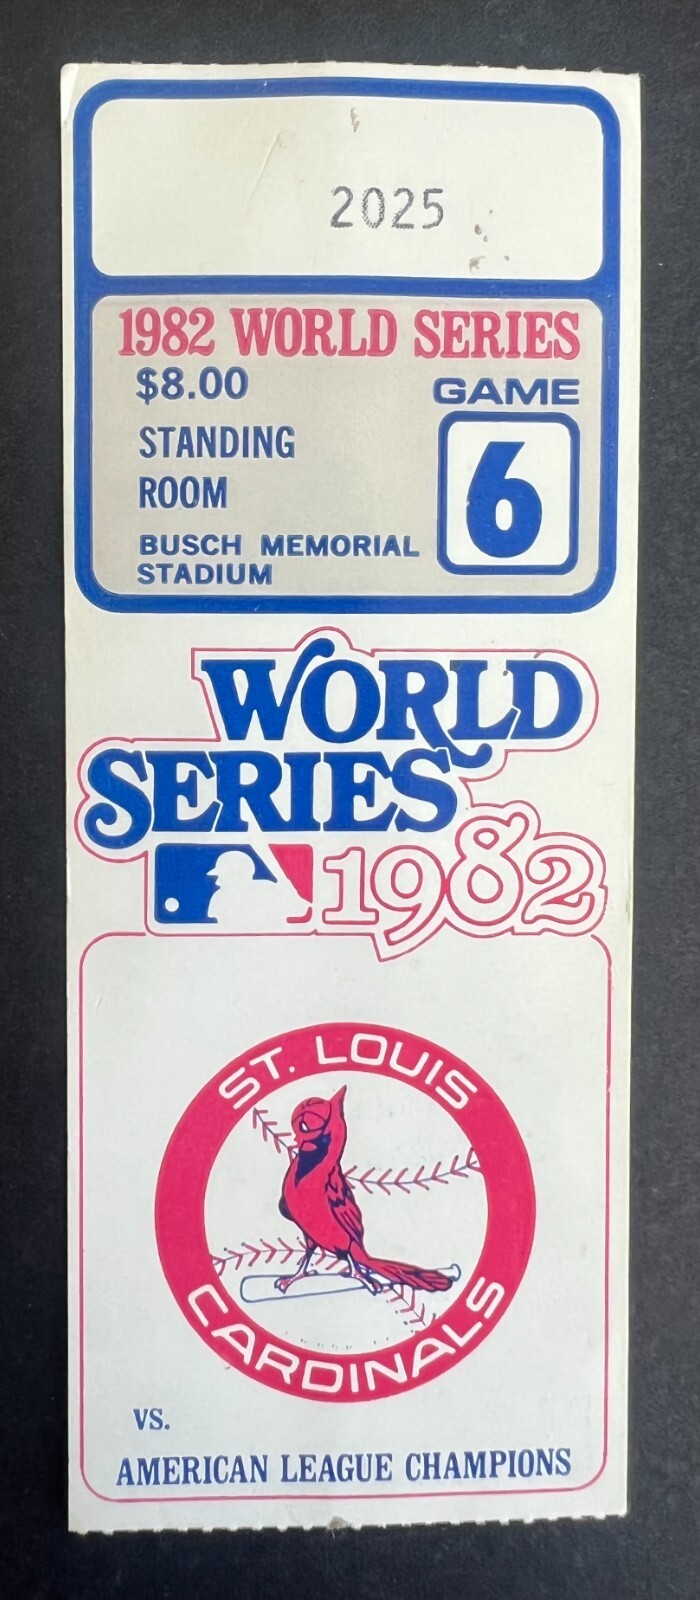 2025
1982 WORLD SERIES
$8.00
GAME
STANDING
ROOM
6
BUSCH MEMORIAL
STADIUM
WORLD
SERIES
1982
ST. LOUIS
CARDINALS
VS.
AMERICAN LEAGUE CHAMPIONS